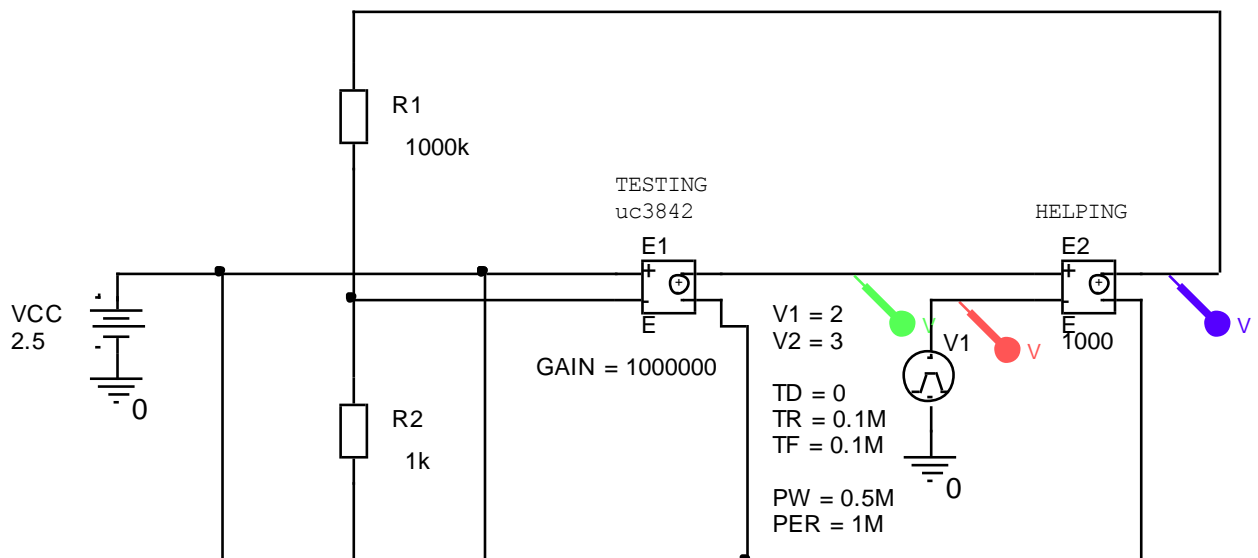 R1
1000k
TESTING
uc3842
HELPING
E1
E2
+
+
+
+
-
-
VCC
2.5
-
-
E
E
1000
V
V
V
V1 = 2
V2 = 3
V1
GAIN = 1000000
TD = 0
TR = 0.1M
TF = 0.1M
0
R2
1k
0
PW = 0.5M
PER = 1M